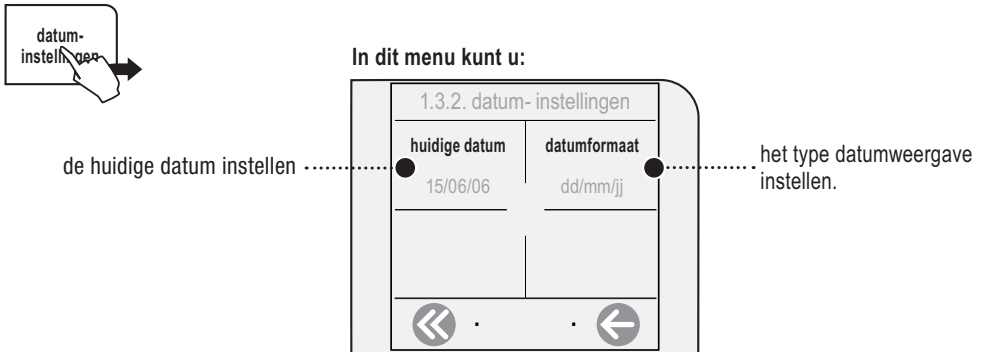 datum-
instellingen
In dit menu kunt u:
1.3.2. datum- instellingen
huidige datum
datumformaat
de huidige datum instellen
het type datumweergave
instellen.
15/06/06
dd/mm/jj